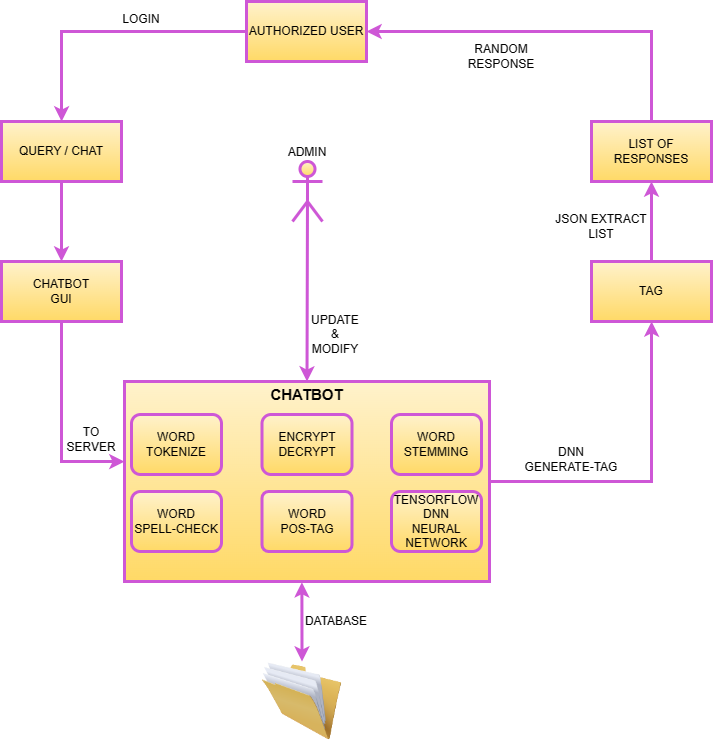 LOGIN
AUTHORIZED USER
RANDOM
RESPONSE
QUERY / CHAT
ADMIN
LIST OF
RESPONSES
JSON EXTRACT
LIST
CHATBOT
GUI
TAG
UPDATE
&
MODIFY
CHATBOT
TO
SERVER
WORD
TOKENIZE
ENCRYPT
DECRYPT
WORD
STEMMING
DNN
GENERATE-TAG
WORD
SPELL-CHECK
WORD
POS-TAG
TENSORFLOW
DNN
NEURAL
NETWORK
DATABASE